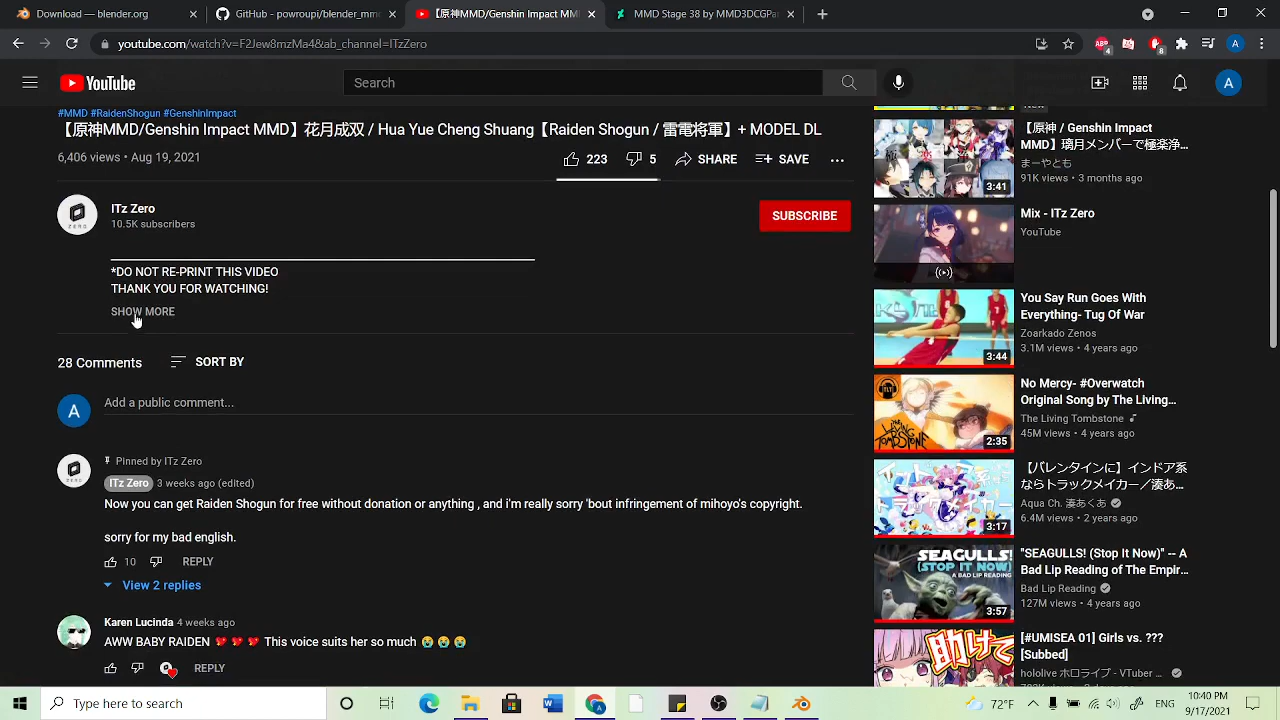 GitHub - powroup/blender_mm
【原神MMD/Genshin Impact MM
MMD Stage 38 by MMD3DCGPa
youtube.com/watch?v=F2Jew8mzMa4&ab_channel=ITzZero
4
8
A
YouTube
Search
A
#MMD #RaidenShogun #GenshinImpact
【原神MMD/Genshin Impact MMD】花月成双 / Hua Yue Cheng Shuang【Raiden Shogun / 雷電将軍】+ MODEL DL
6,406 views • Aug 19, 2021
223
5
SHARE
SAVE
ITz Zero
10.5K subscribers
SUBSCRIBE
*DO NOT RE-PRINT THIS VIDEO
THANK YOU FOR WATCHING!
SHOW MORE
28 Comments
SORT BY
A
Add a public comment...
Pinned by ITz Zero
ITz Zero 3 weeks ago (edited)
Now you can get Raiden Shogun for free without donation or anything , and i'm really sorry 'bout infringement of mihoyo's copyright.
sorry for my bad english.
10
REPLY
View 2 replies
Karen Lucinda 4 weeks ago
AWW BABY RAIDEN 💘 💘 💘 This voice suits her so much 😭 😭 😭
REPLY
3:41
【原神 / Genshin Impact
MMD】璃月メンバーで極楽浄…
まーやとも
91K views • 3 months ago
Mix - ITz Zero
YouTube
3:44
You Say Run Goes With
Everything- Tug Of War
Zoarkado Zenos
3.1M views • 4 years ago
THE LIVING TOMBSTONE
2:35
No Mercy- #Overwatch
Original Song by The Living…
The Living Tombstone
45M views • 4 years ago
3:17
【バレンタインに】インドア系
ならトラックメイカー／湊あ…
Aqua Ch. 湊あくあ
6.4M views • 2 years ago
SEAGULLS!
(STOP IT NOW)
A BAD LIP READING
3:57
"SEAGULLS! (Stop It Now)" -- A
Bad Lip Reading of The Empir…
Bad Lip Reading
127M views • 4 years ago
助けて
[#UMISEA 01] Girls vs. ???
[Subbed]
hololive ホロライブ - VTuber …
Type here to search
72°F
10:40 PM
9/17/2021